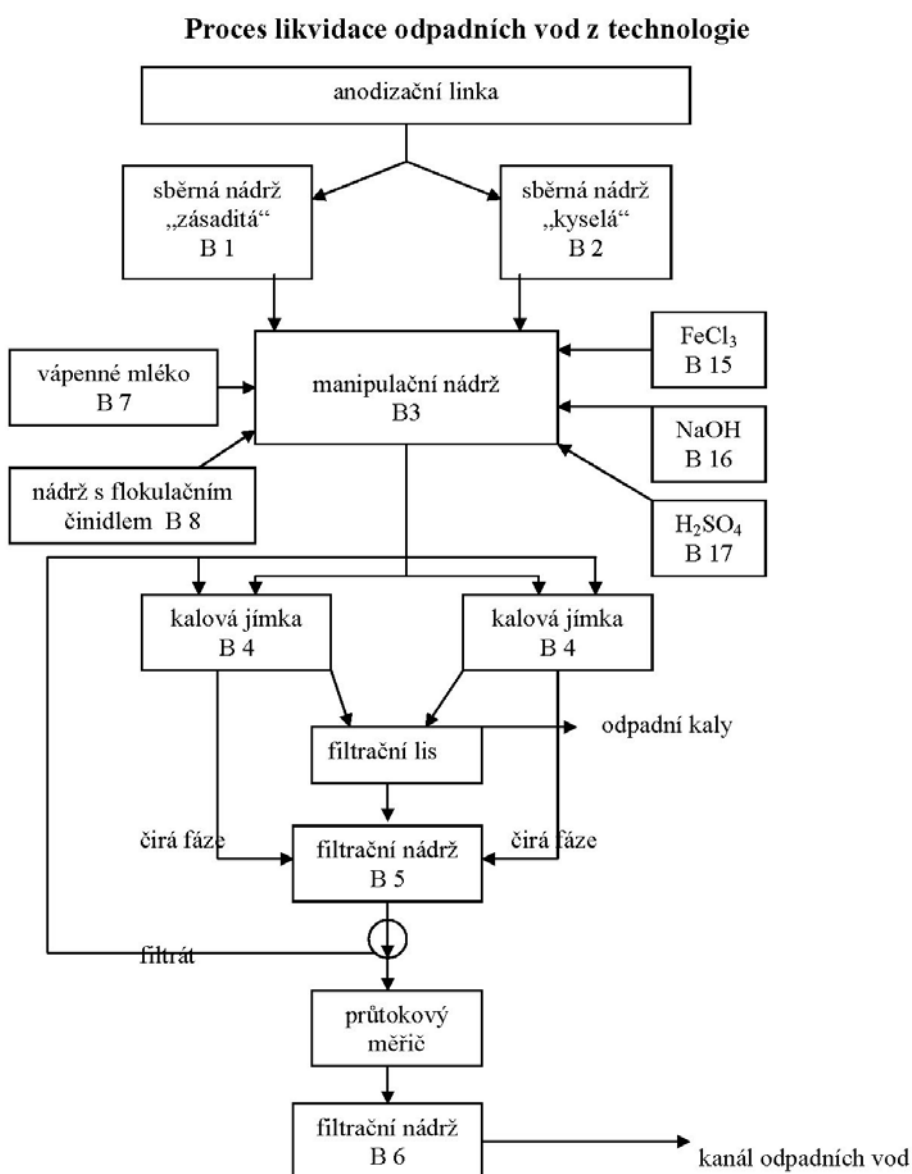 Proces likvidace odpadních vod z technologie
anodizační linka
sběrná nádrž
„zásaditá“
B 1
sběrná nádrž
„kyselá“
B 2
FeCl₃
B 15
vápenné mléko
B 7
manipulační nádrž
B3
NaOH
B 16
nádrž s flokulačním
činidlem B 8
H₂SO₄
B 17
kalová jímka
B 4
kalová jímka
B 4
odpadní kaly
filtrační lis
čirá fáze
čirá fáze
filtrační nádrž
B 5
filtrát
průtokový
měřič
filtrační nádrž
B 6
kanál odpadních vod